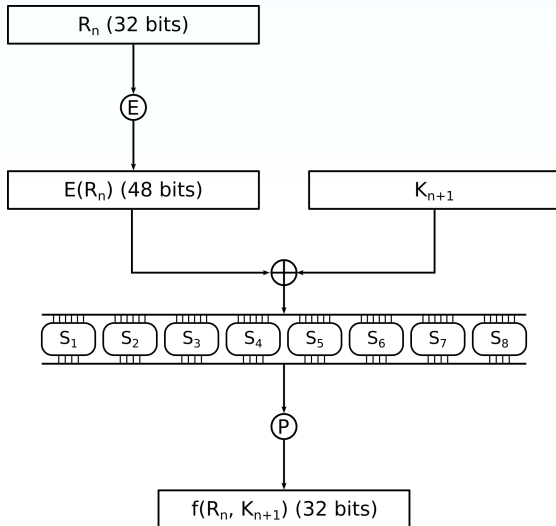 Rₙ (32 bits)
E
E(Rₙ) (48 bits)
Kₙ₊₁
S₁ S₂ S₃ S₄ S₅ S₆ S₇ S₈
P
f(Rₙ, Kₙ₊₁) (32 bits)